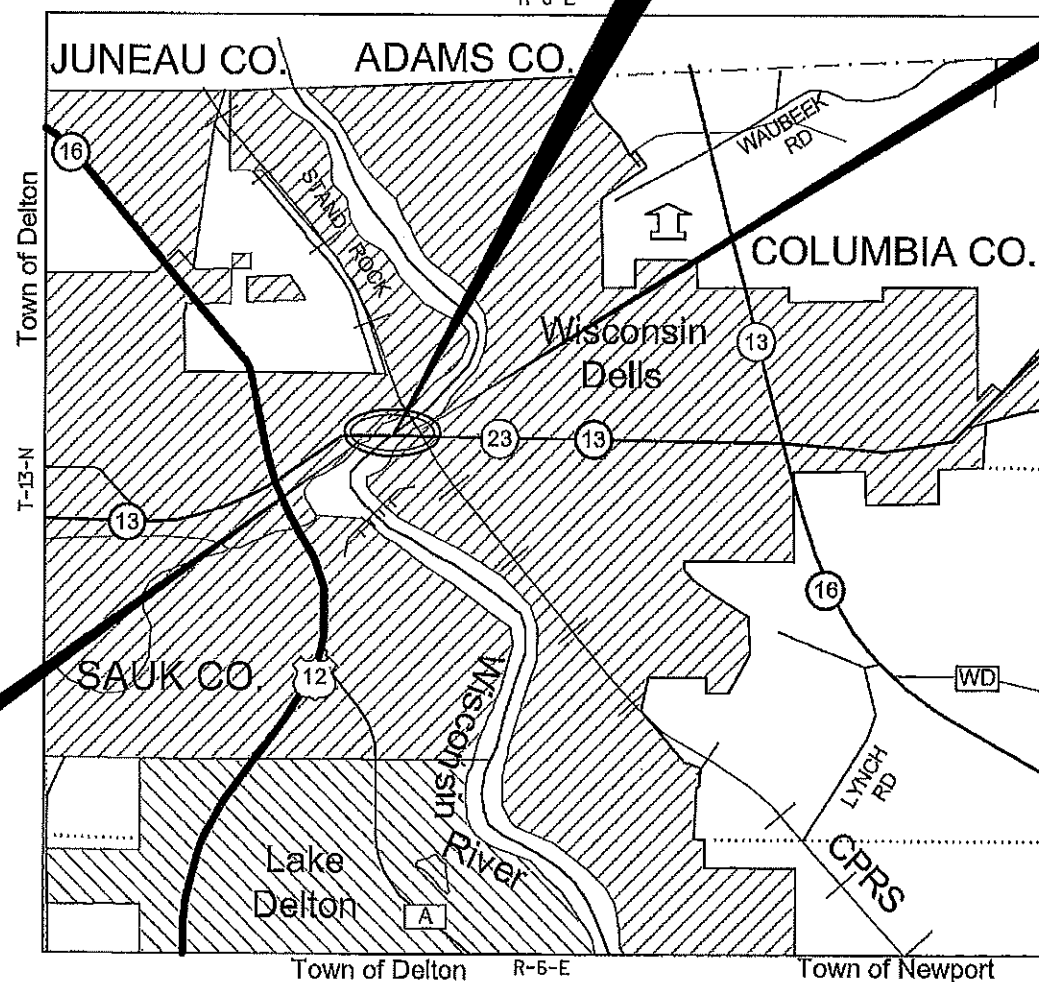 R-6-E
JUNEAU CO.
ADAMS CO.
16
WAUBEEK
RD
STAND ROCK
COLUMBIA CO.
Town of Delton
Wisconsin
Dells
13
23
13
T-13-N
13
16
SAUK CO.
12
WD
Wisconsin
River
LYNCH
RD
Lake
Delton
CPRS
A
Town of Delton
R-6-E
Town of Newport